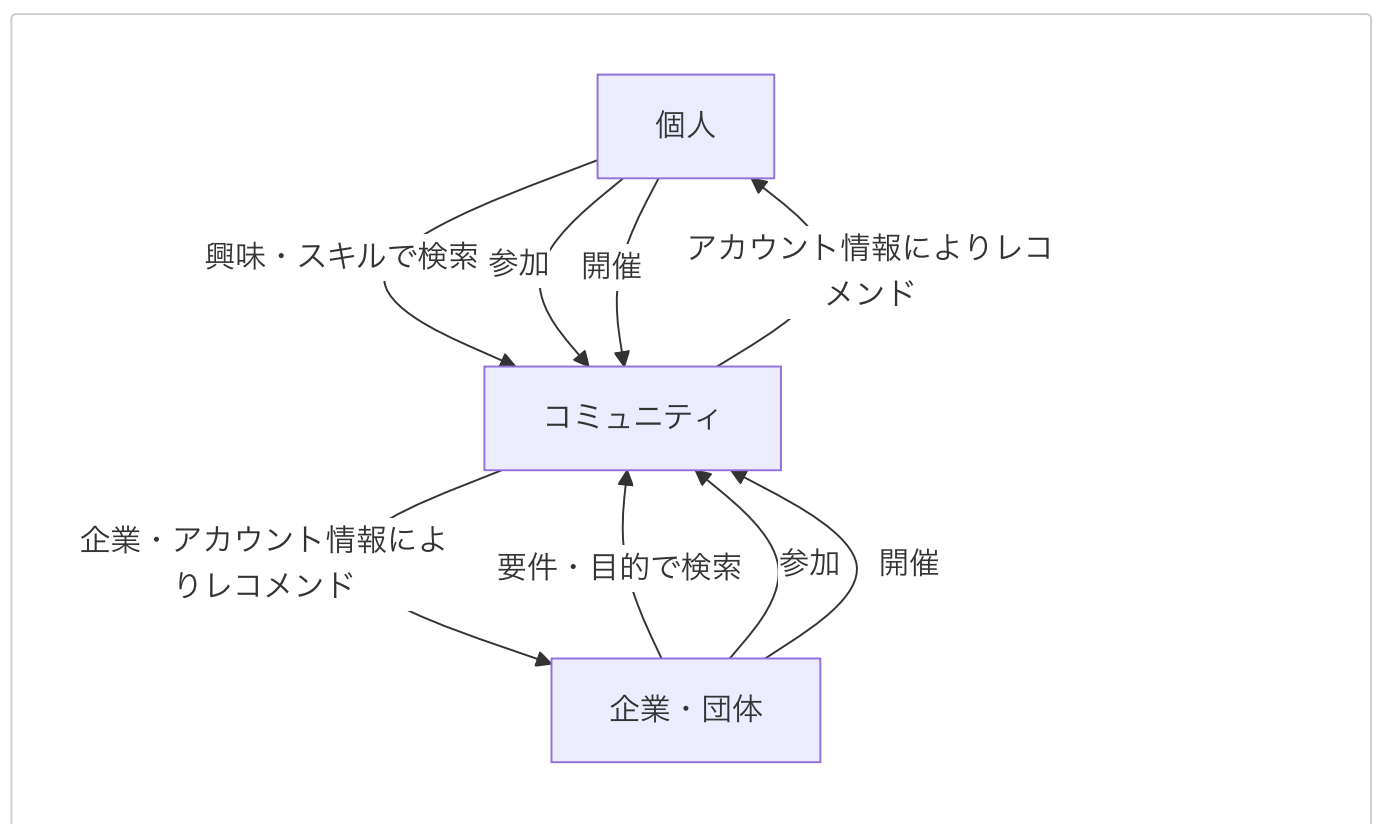 個人
興味・スキルで検索
参加
開催
アカウント情報によりレコ
メンド
コミュニティ
企業・アカウント情報によ
りレコメンド
要件・目的で検索
参加
開催
企業・団体